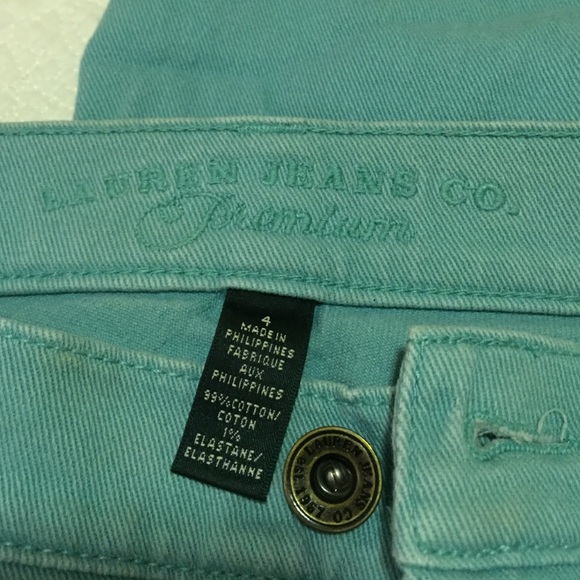 LAUREN JEANS CO.
Premium
4
MADE IN
PHILIPPINES
FABRIQUE
AUX
PHILIPPINES
99% COTTON/
COTON
1%
ELASTANE/
ELASTHANNE
LAUREN JEANS CO.